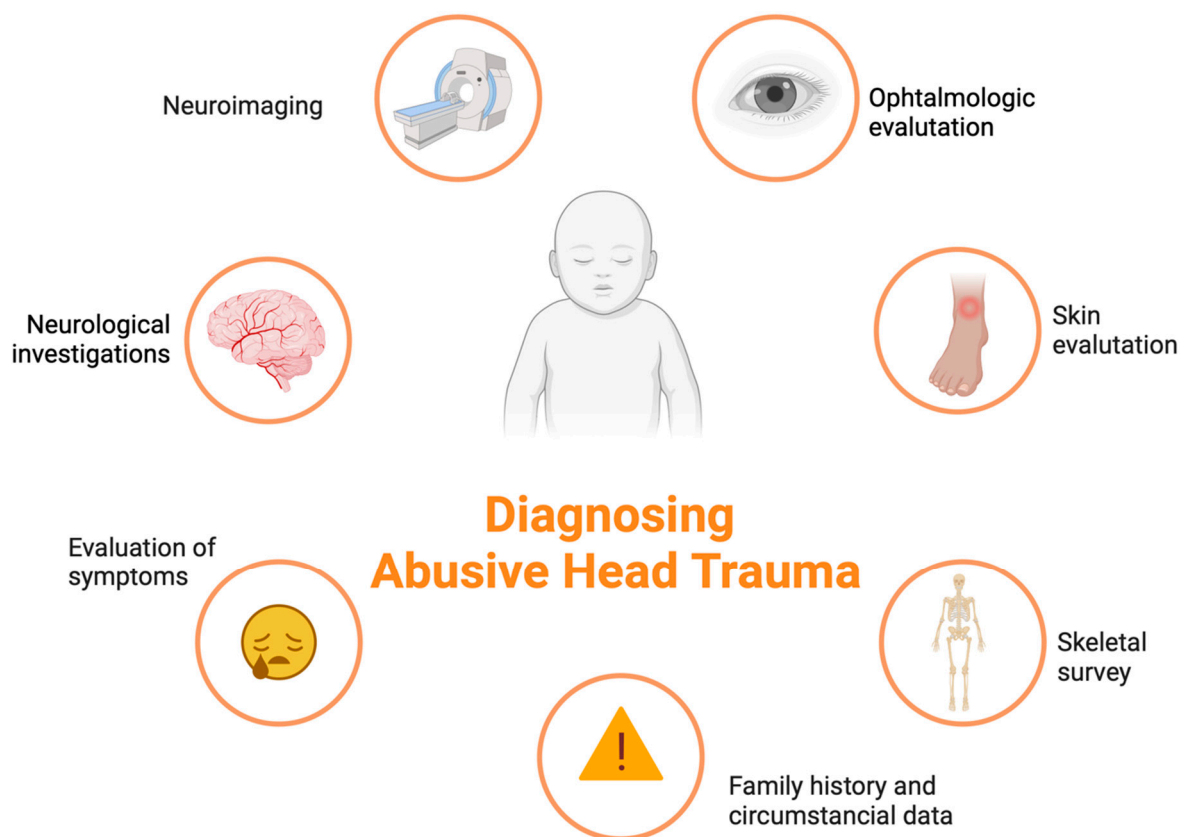 Neuroimaging
Ophtalmologic
evalutation
Neurological
investigations
Skin
evalutation
Diagnosing
Abusive Head Trauma
Evaluation of
symptoms
Skeletal
survey
!
Family history and
circumstancial data